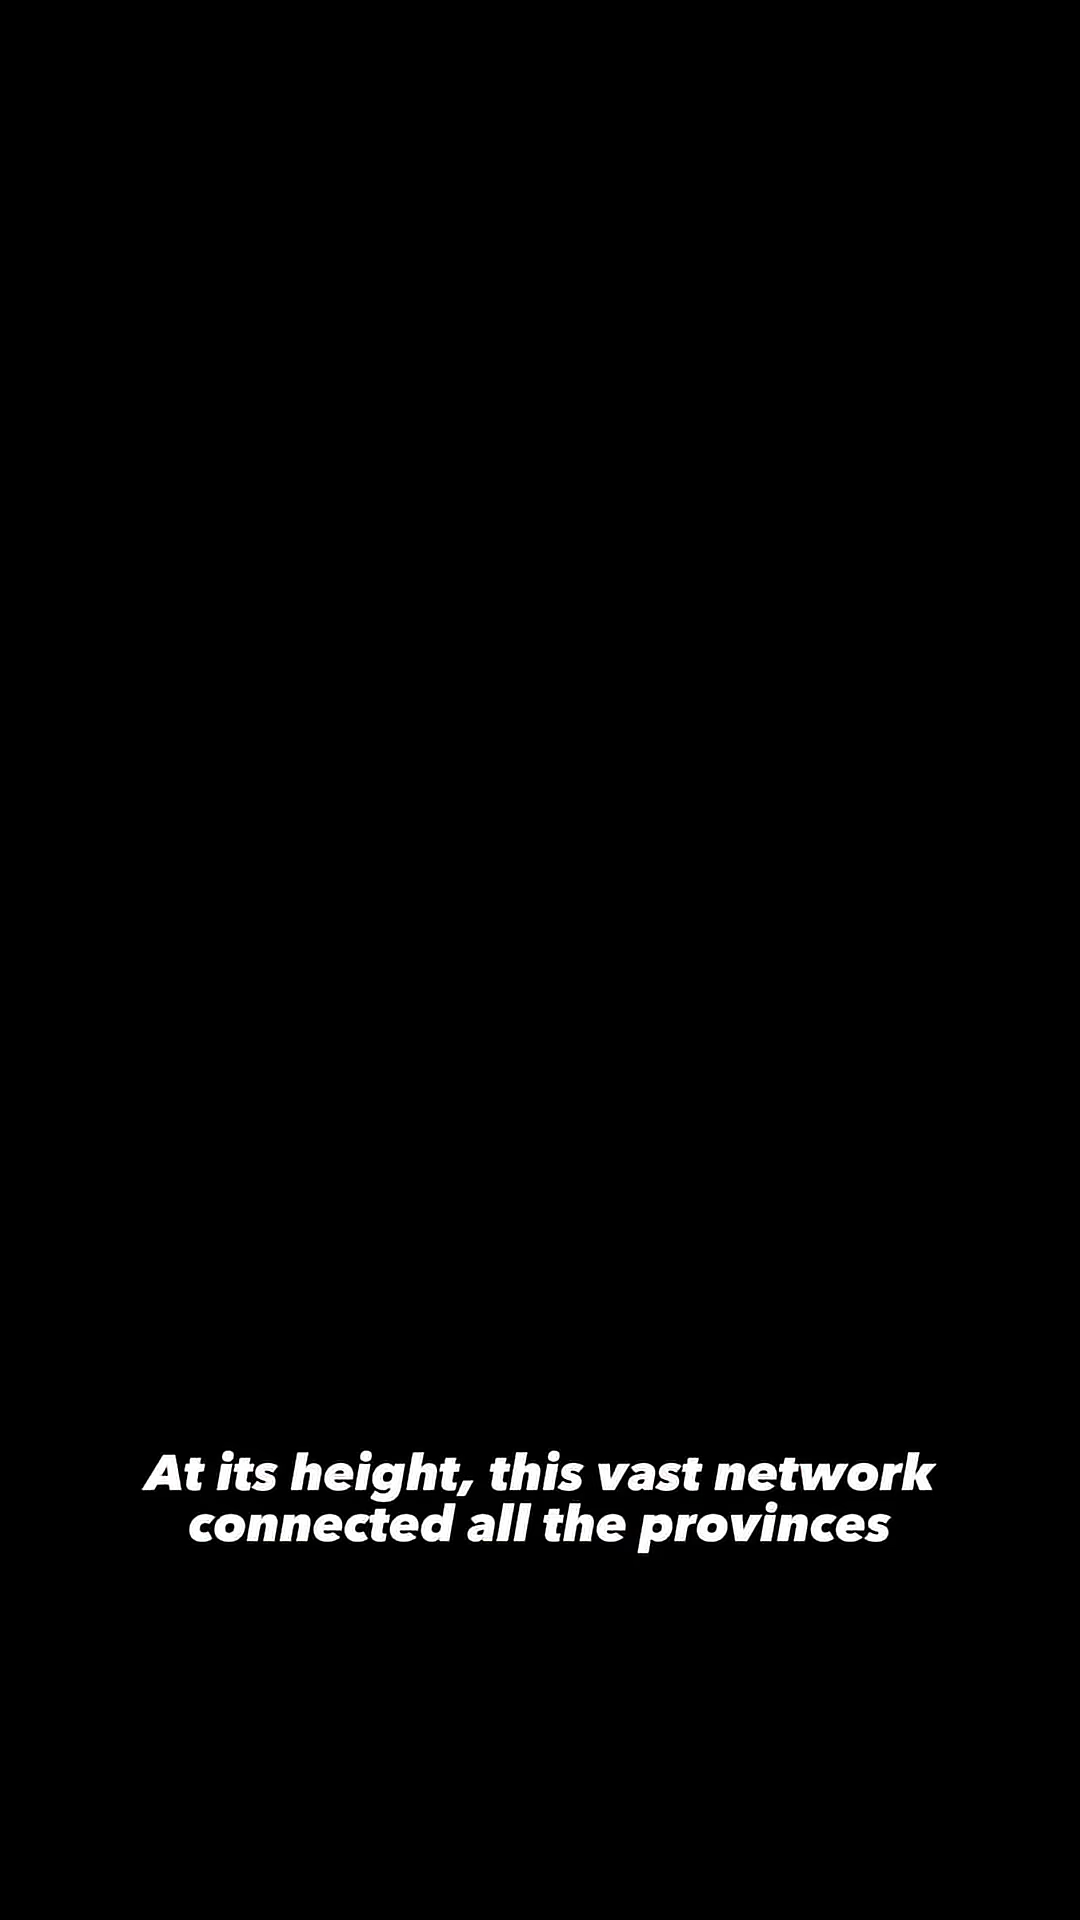 At its height, this vast network
connected all the provinces